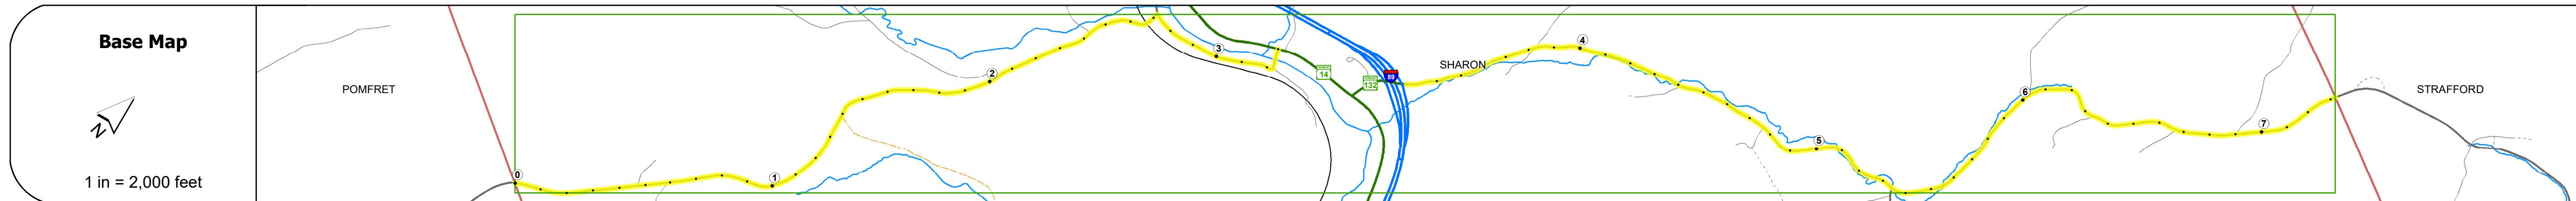 Base Map
N
1 in = 2,000 feet
POMFRET
0
1
2
3
14
132
89
SHARON
4
5
6
7
STRAFFORD